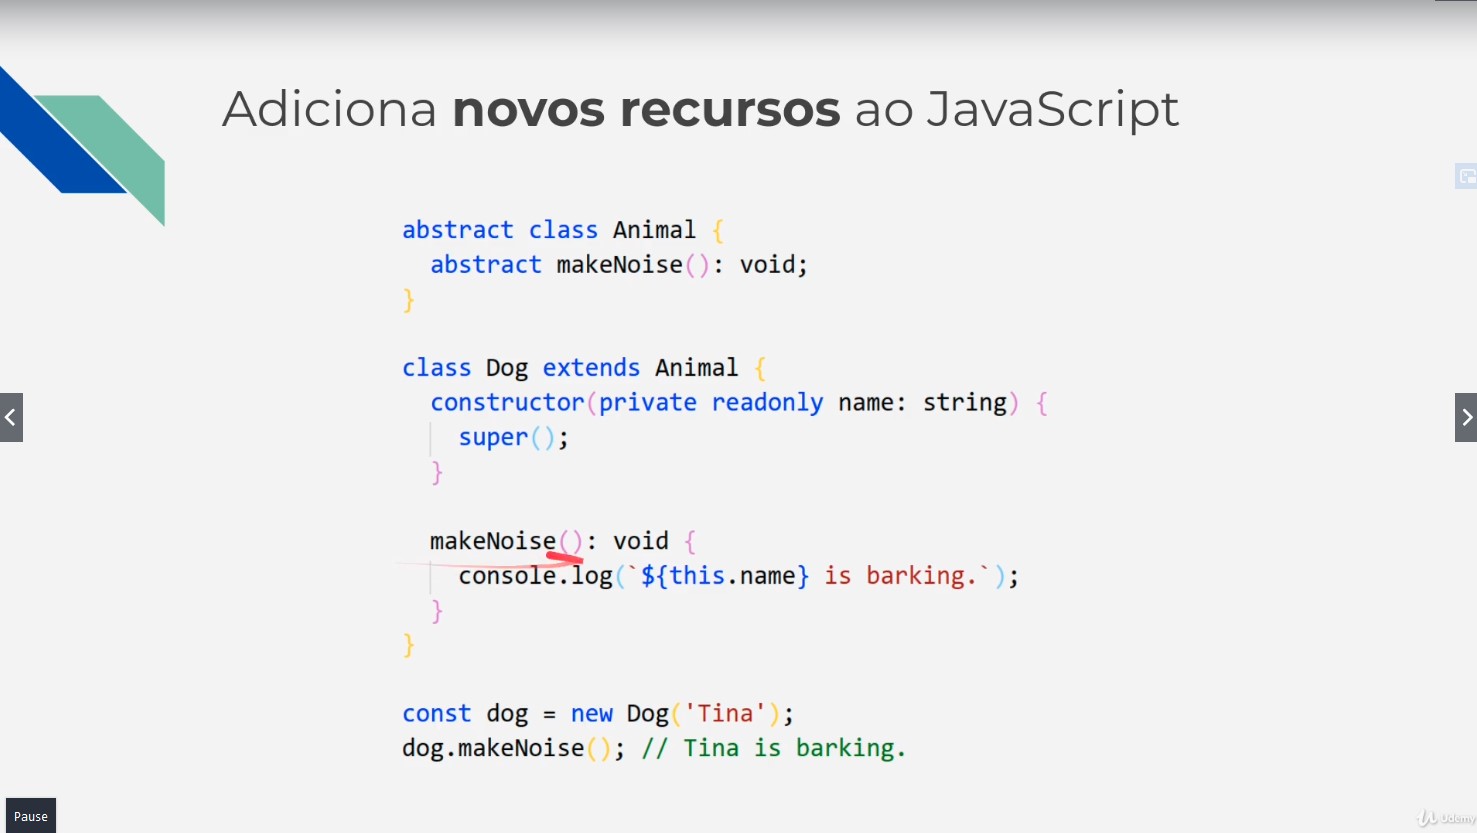 Adiciona novos recursos ao JavaScript
abstract class Animal {
abstract makeNoise(): void;
}
class Dog extends Animal {
constructor(private readonly name: string) {
super();
}
makeNoise(): void {
console.log(`${this.name} is barking.`);
}
}
const dog = new Dog('Tina');
dog.makeNoise(); // Tina is barking.
Pause
Udemy